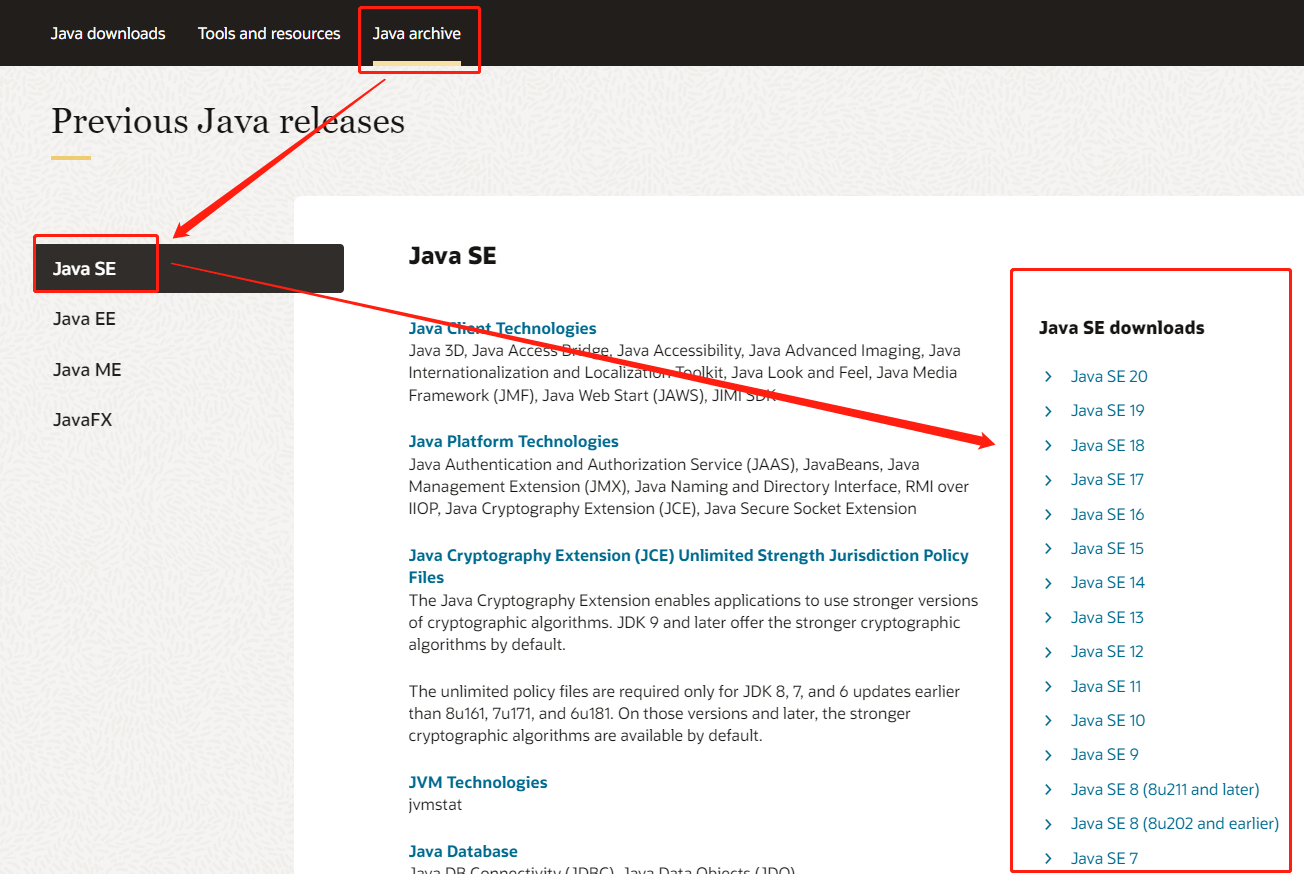 Java downloads
Tools and resources
Java archive
Previous Java releases
Java SE
Java EE
Java ME
JavaFX
Java SE
Java Client Technologies
Java 3D, Java Access Bridge, Java Accessibility, Java Advanced Imaging, Java
Internationalization and Localization Toolkit, Java Look and Feel, Java Media
Framework (JMF), Java Web Start (JAWS), JIMI SDK
Java Platform Technologies
Java Authentication and Authorization Service (JAAS), JavaBeans, Java
Management Extension (JMX), Java Naming and Directory Interface, RMI over
IIOP, Java Cryptography Extension (JCE), Java Secure Socket Extension
Java Cryptography Extension (JCE) Unlimited Strength Jurisdiction Policy
Files
The Java Cryptography Extension enables applications to use stronger versions
of cryptographic algorithms. JDK 9 and later offer the stronger cryptographic
algorithms by default.
The unlimited policy files are required only for JDK 8, 7, and 6 updates earlier
than 8u161, 7u171, and 6u181. On those versions and later, the stronger
cryptographic algorithms are available by default.
JVM Technologies
jvmstat
Java Database
Java DB Connectivity (JDBC), Java Data Objects (JDO)
Java SE downloads
Java SE 20
Java SE 19
Java SE 18
Java SE 17
Java SE 16
Java SE 15
Java SE 14
Java SE 13
Java SE 12
Java SE 11
Java SE 10
Java SE 9
Java SE 8 (8u211 and later)
Java SE 8 (8u202 and earlier)
Java SE 7